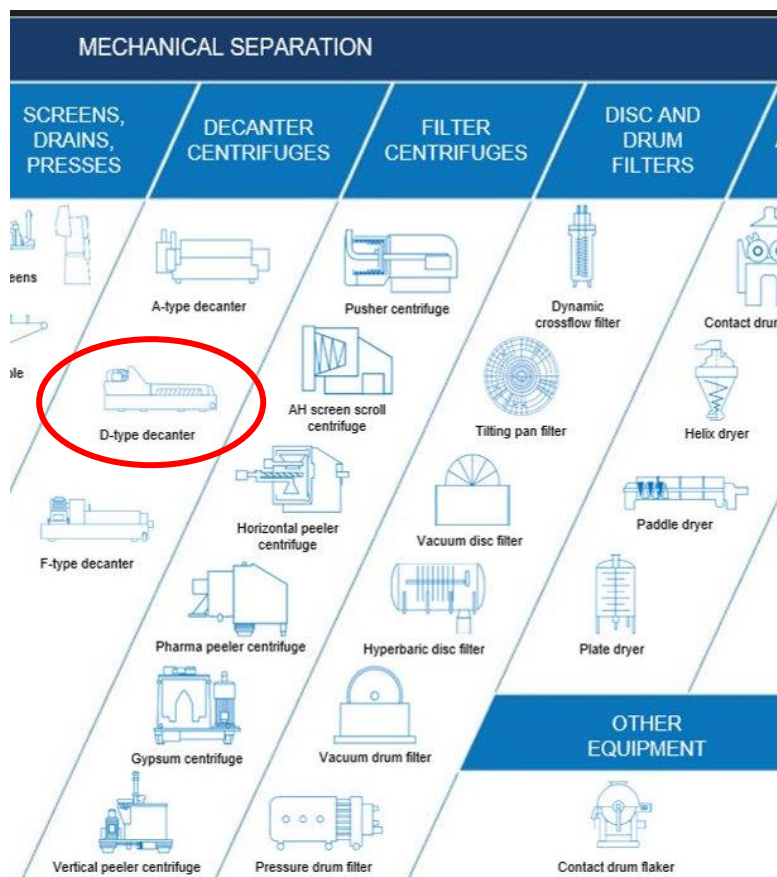 MECHANICAL SEPARATION
SCREENS,
DRAINS,
PRESSES
DECANTER
CENTRIFUGES
FILTER
CENTRIFUGES
DISC AND
DRUM
FILTERS
A-type decanter
D-type decanter
F-type decanter
Pusher centrifuge
AH screen scroll
centrifuge
Horizontal peeler
centrifuge
Pharma peeler centrifuge
Gypsum centrifuge
Vertical peeler centrifuge
Dynamic
crossflow filter
Tilting pan filter
Vacuum disc filter
Hyperbaric disc filter
Vacuum drum filter
Pressure drum filter
Contact
Helix dryer
Paddle dryer
Plate dryer
OTHER
EQUIPMENT
Contact drum flaker